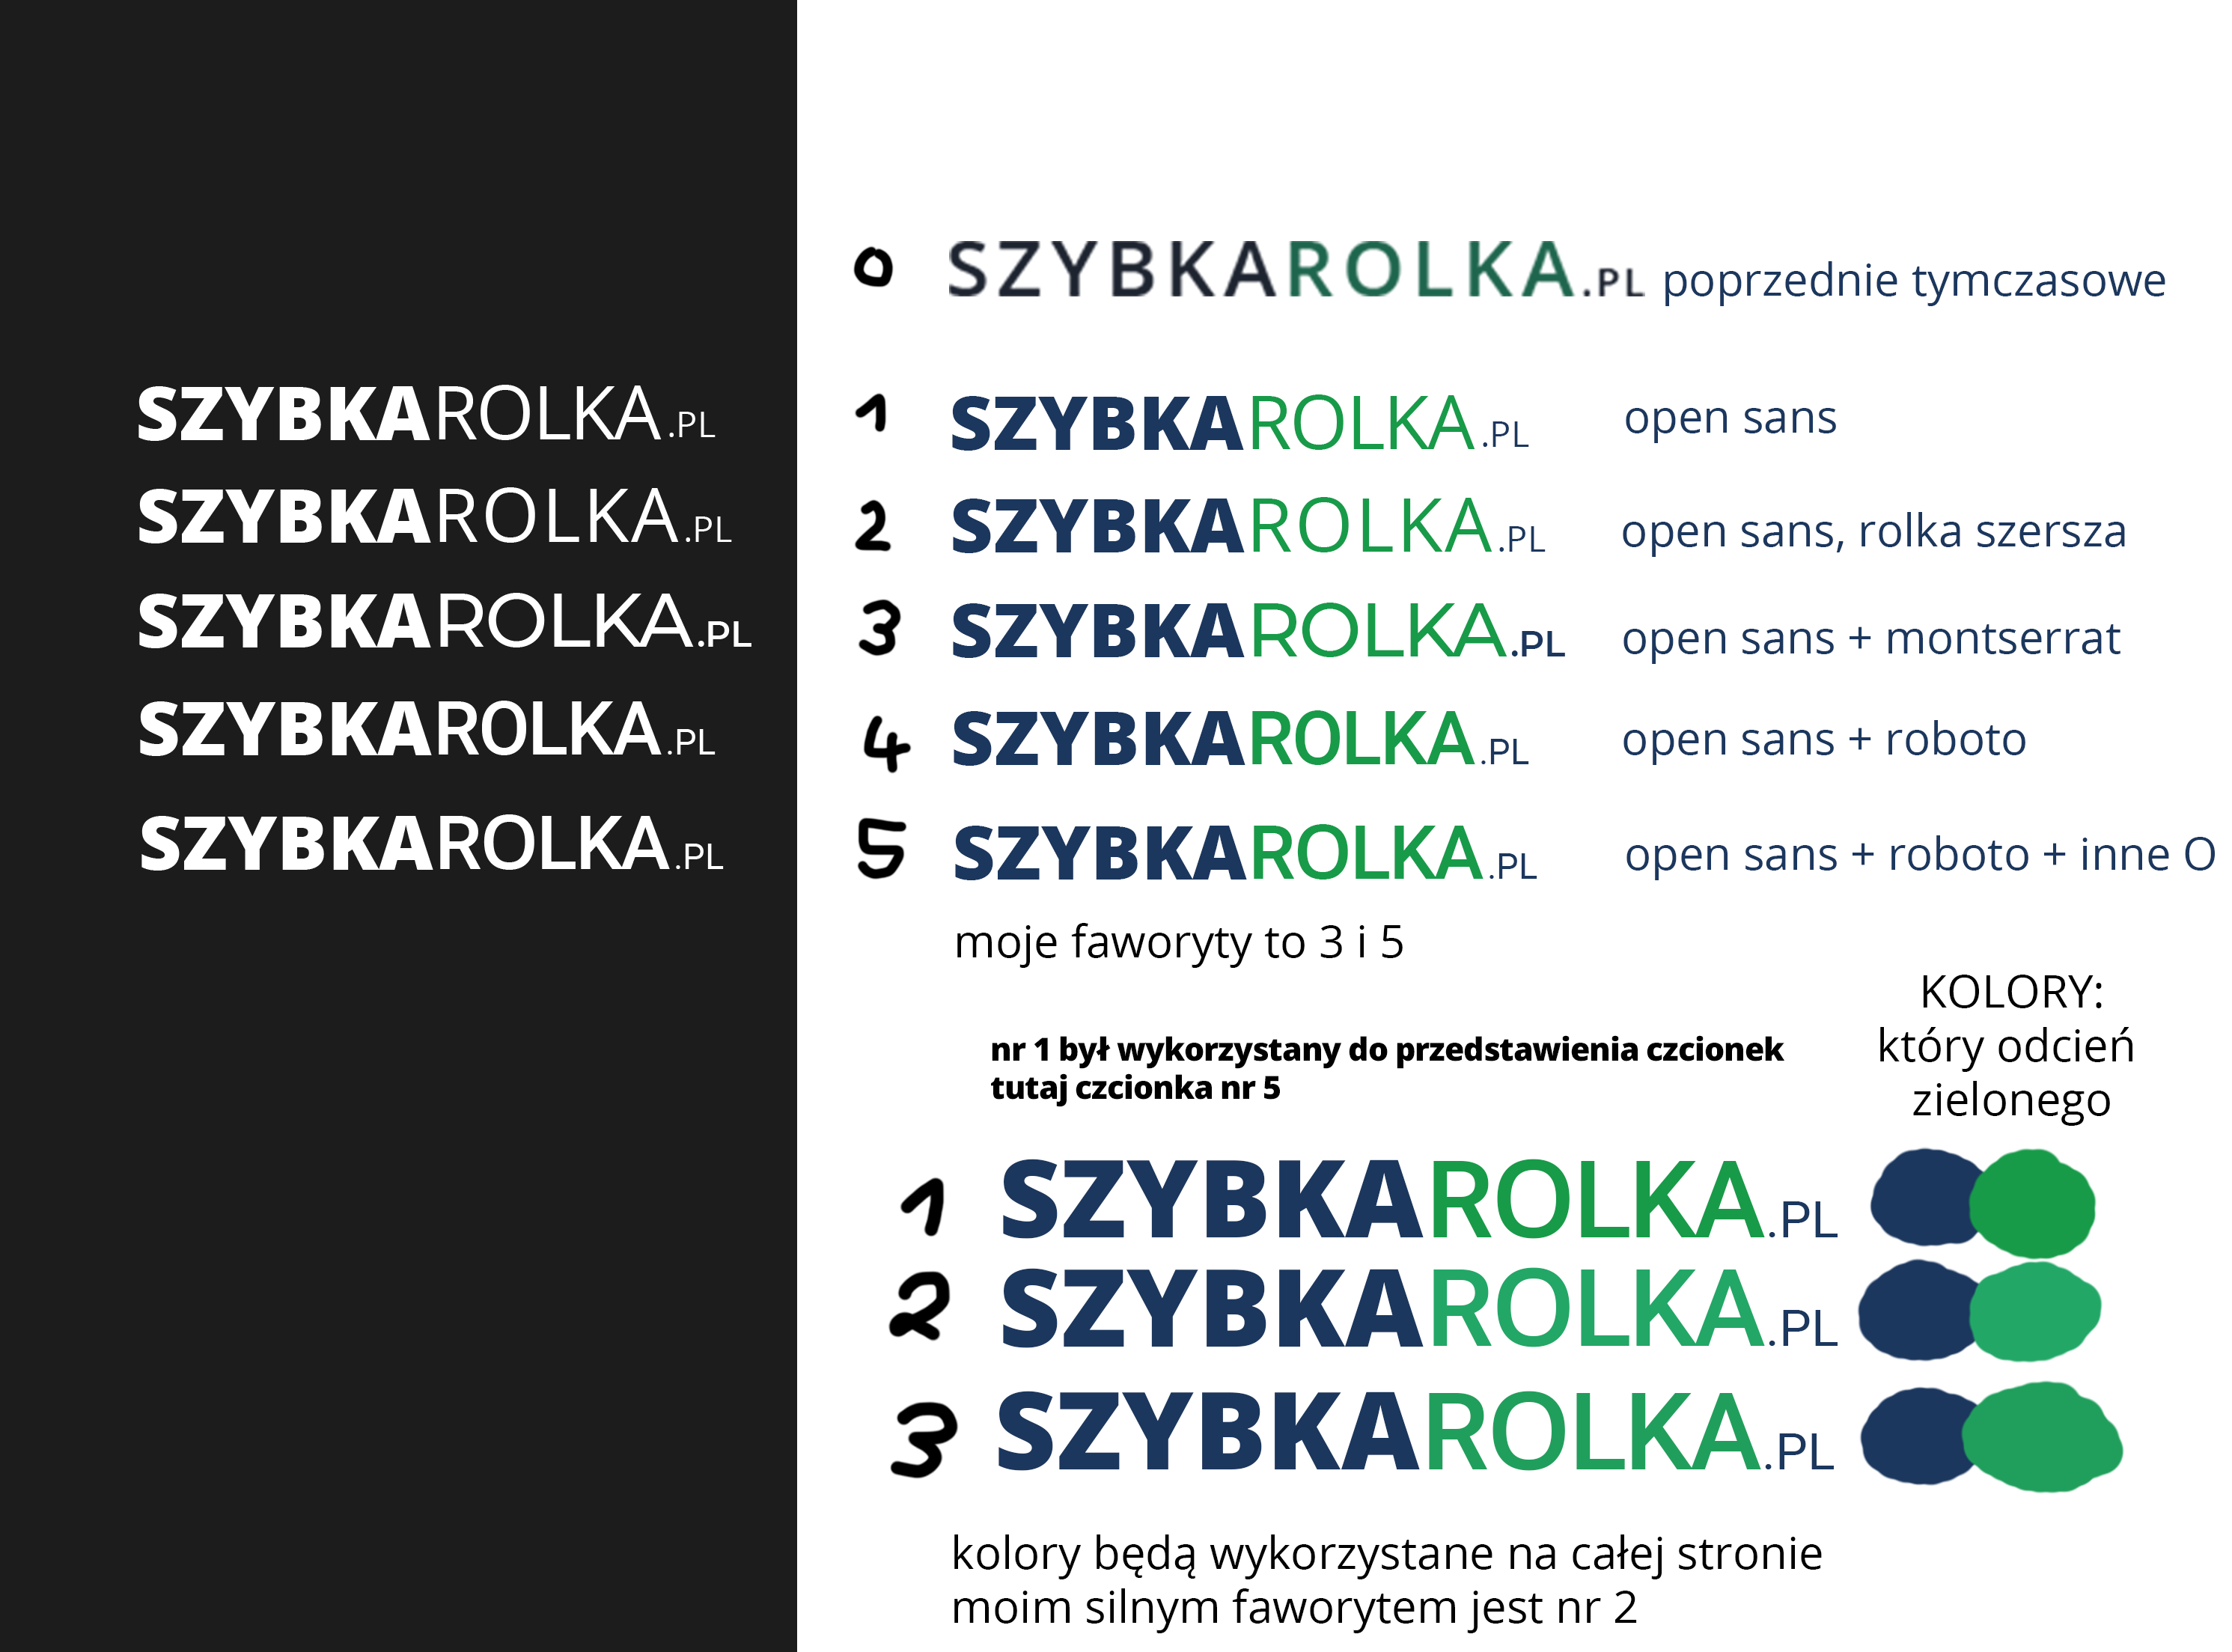 SZYBKAROLKA.PL
SZYBKAROLKA.PL
SZYBKAROLKA.PL
SZYBKAROLKA.PL
SZYBKAROLKA.PL
0 SZYBKAROLKA.PL poprzednie tymczasowe
1 SZYBKAROLKA.PL open sans
2 SZYBKAROLKA.PL open sans, rolka szersza
3 SZYBKAROLKA.PL open sans + montserrat
4 SZYBKAROLKA.PL open sans + roboto
5 SZYBKAROLKA.PL open sans + roboto + inne O
moje faworyty to 3 i 5
KOLORY:
który odcień
zielonego
nr 1 był wykorzystany do przedstawienia czcionek
tutaj czcionka nr 5
1 SZYBKAROLKA.PL
2 SZYBKAROLKA.PL
3 SZYBKAROLKA.PL
kolory będą wykorzystane na całej stronie
moim silnym faworytem jest nr 2